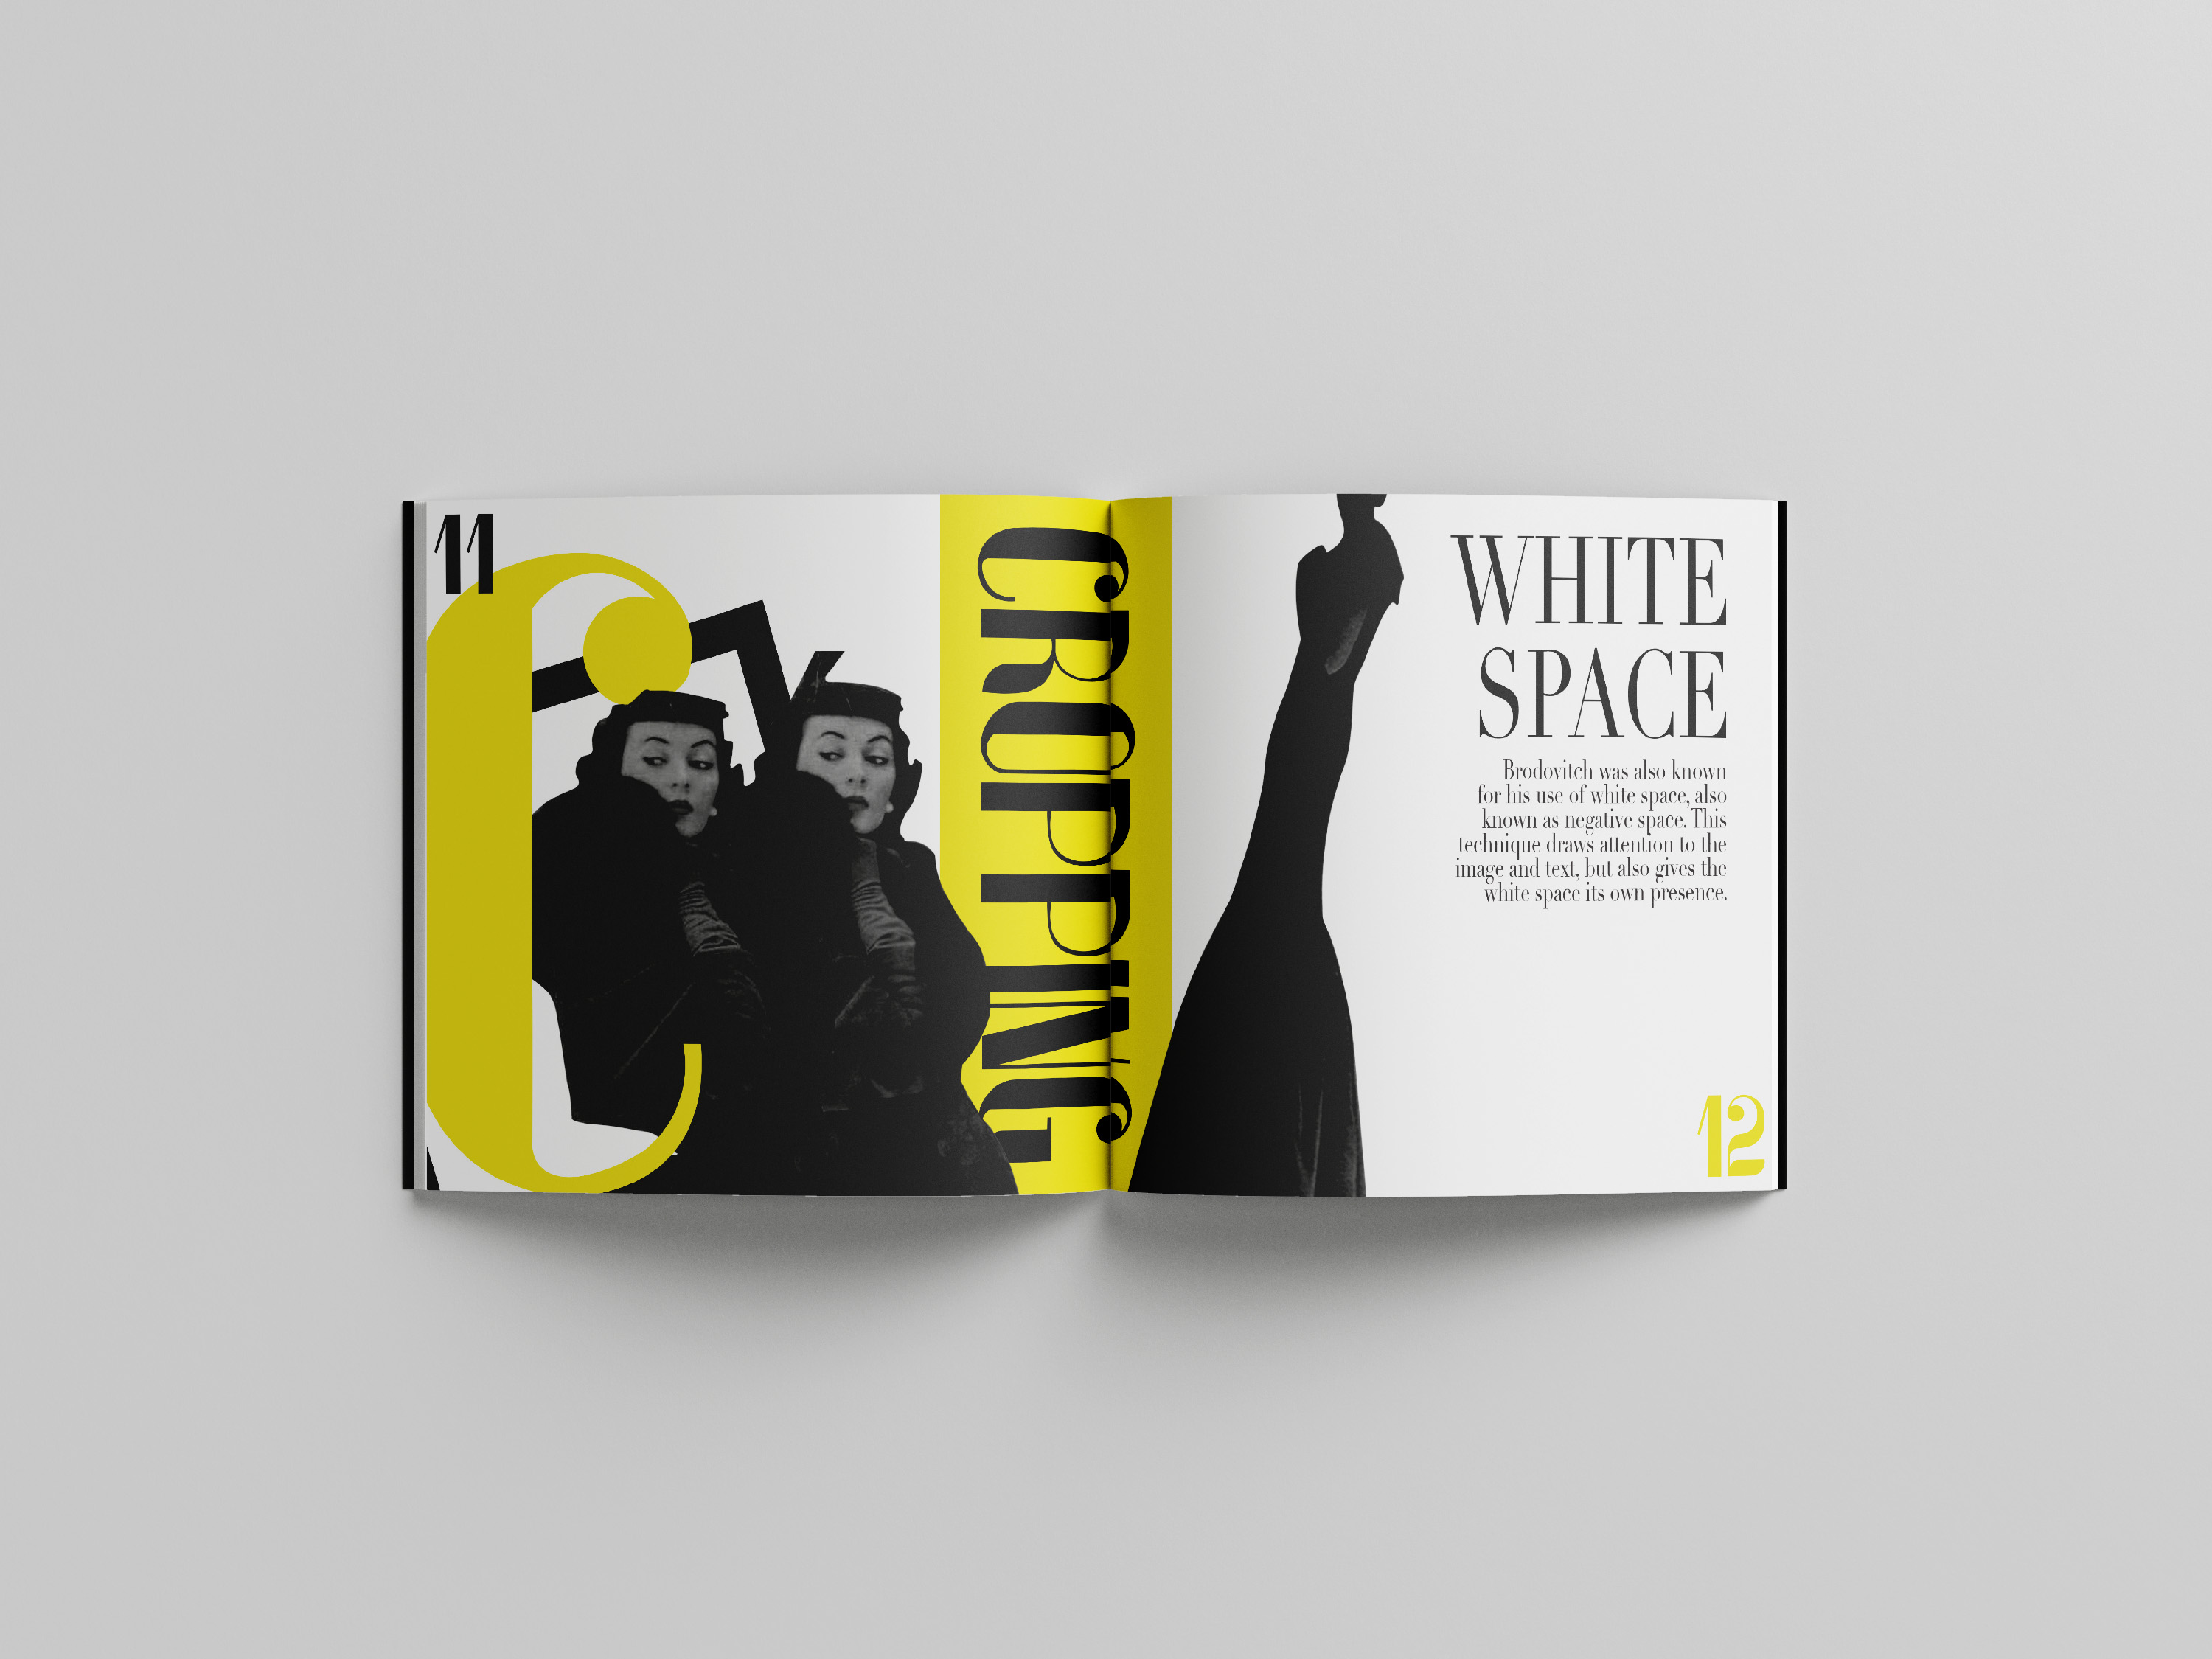 11
C
CROPPING
WHITE
SPACE
Brodovitch was also known
for his use of white space, also
known as negative space. This
technique draws attention to the
image and text, but also gives the
white space its own presence.
12